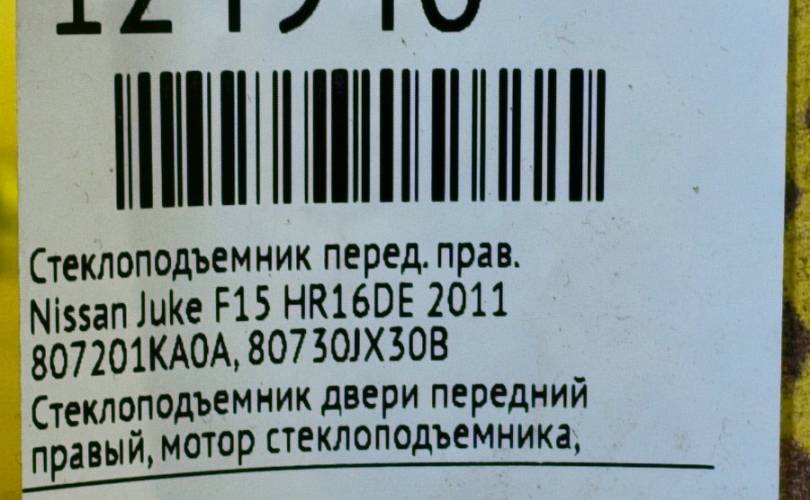 Стеклоподъемник перед. прав.
Nissan Juke F15 HR16DE 2011
807201KA0A, 80730JX30B
Стеклоподъемник двери передний
правый, мотор стеклоподъемника,